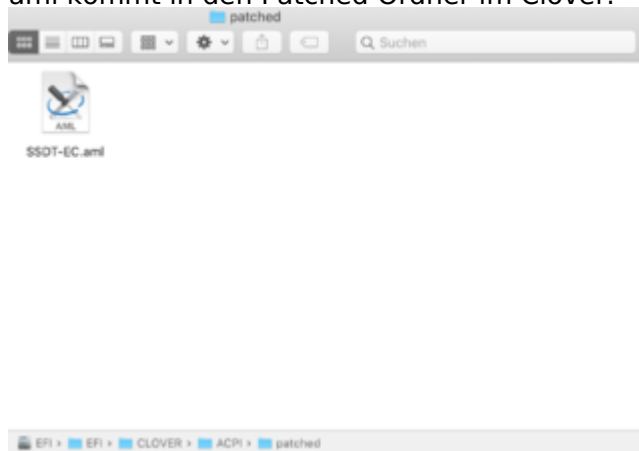 aml kommt in den Patched Ordner im Clover.
patched
Suchen
AML
SSDT-EC.aml
EFI › EFI › CLOVER › ACPI › patched